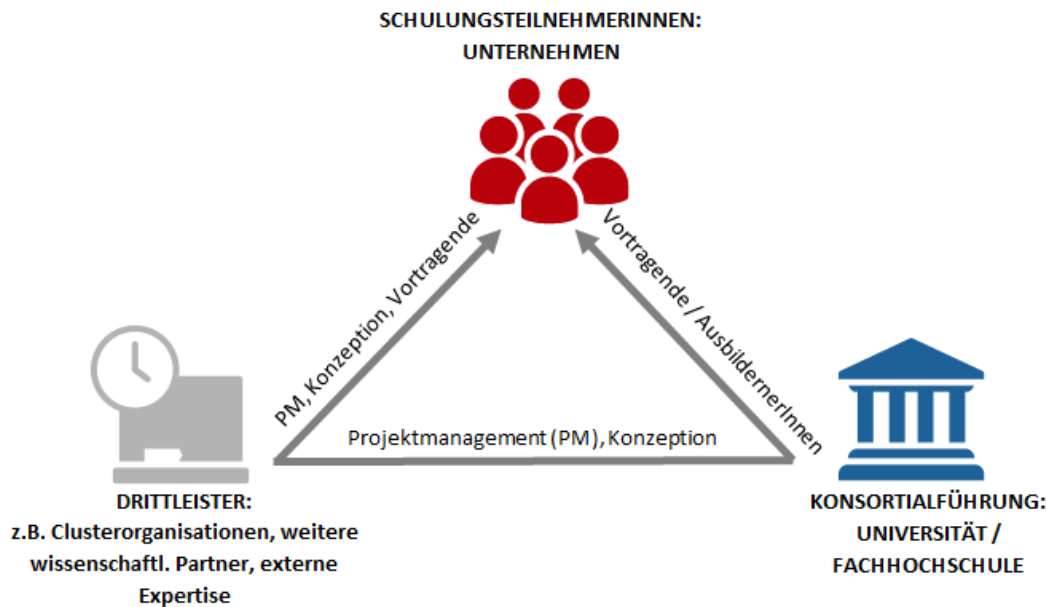 SCHULUNGSTEILNEHMERINNEN:
UNTERNEHMEN
PM, Konzeption, Vortragende
Vortragende / AusbildernerInnen
Projektmanagement (PM), Konzeption
DRITTLEISTER:
z.B. Clusterorganisationen, weitere
wissenschaftl. Partner, externe
Expertise
KONSORTIALFÜHRUNG:
UNIVERSITÄT /
FACHHOCHSCHULE